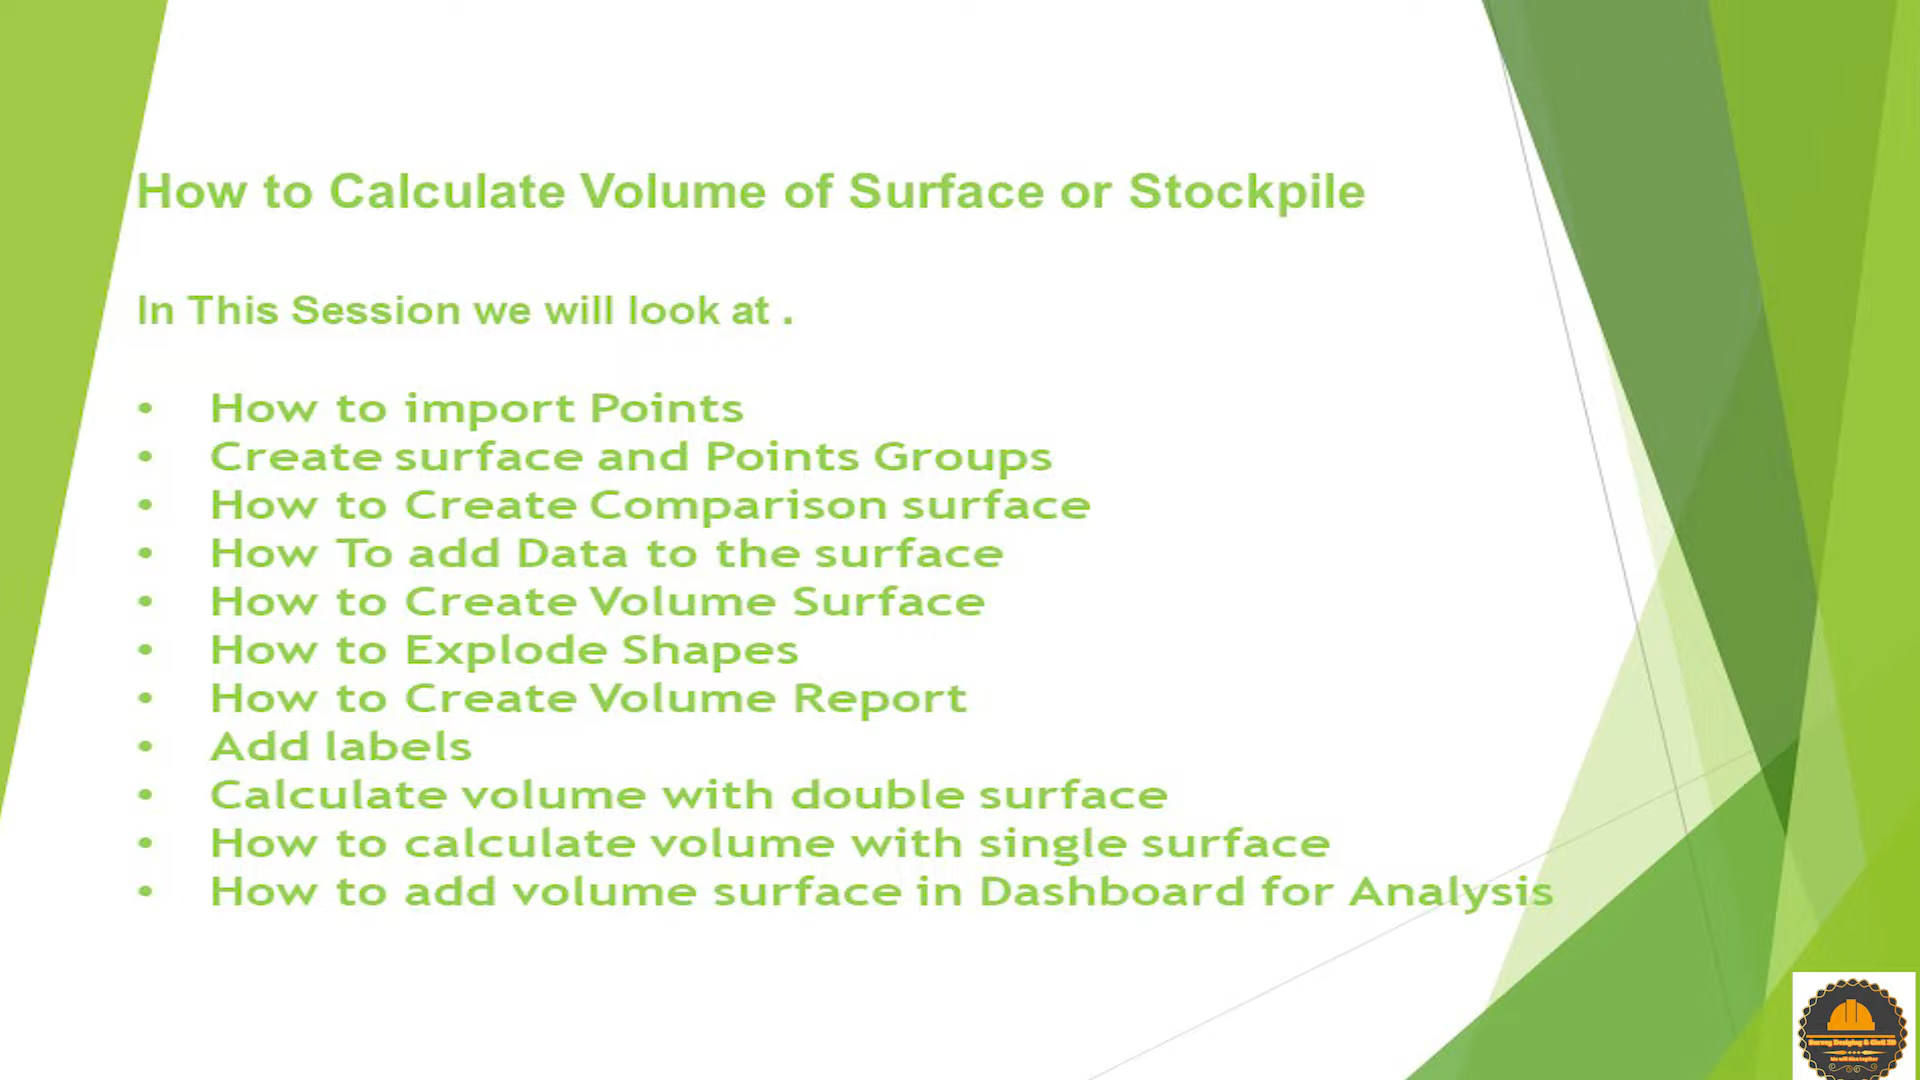 How to Calculate Volume of Surface or Stockpile
In This Session we will look at .
• How to import Points
• Create surface and Points Groups
• How to Create Comparison surface
• How To add Data to the surface
• How to Create Volume Surface
• How to Explode Shapes
• How to Create Volume Report
• Add labels
• Calculate volume with double surface
• How to calculate volume with single surface
• How to add volume surface in Dashboard for Analysis